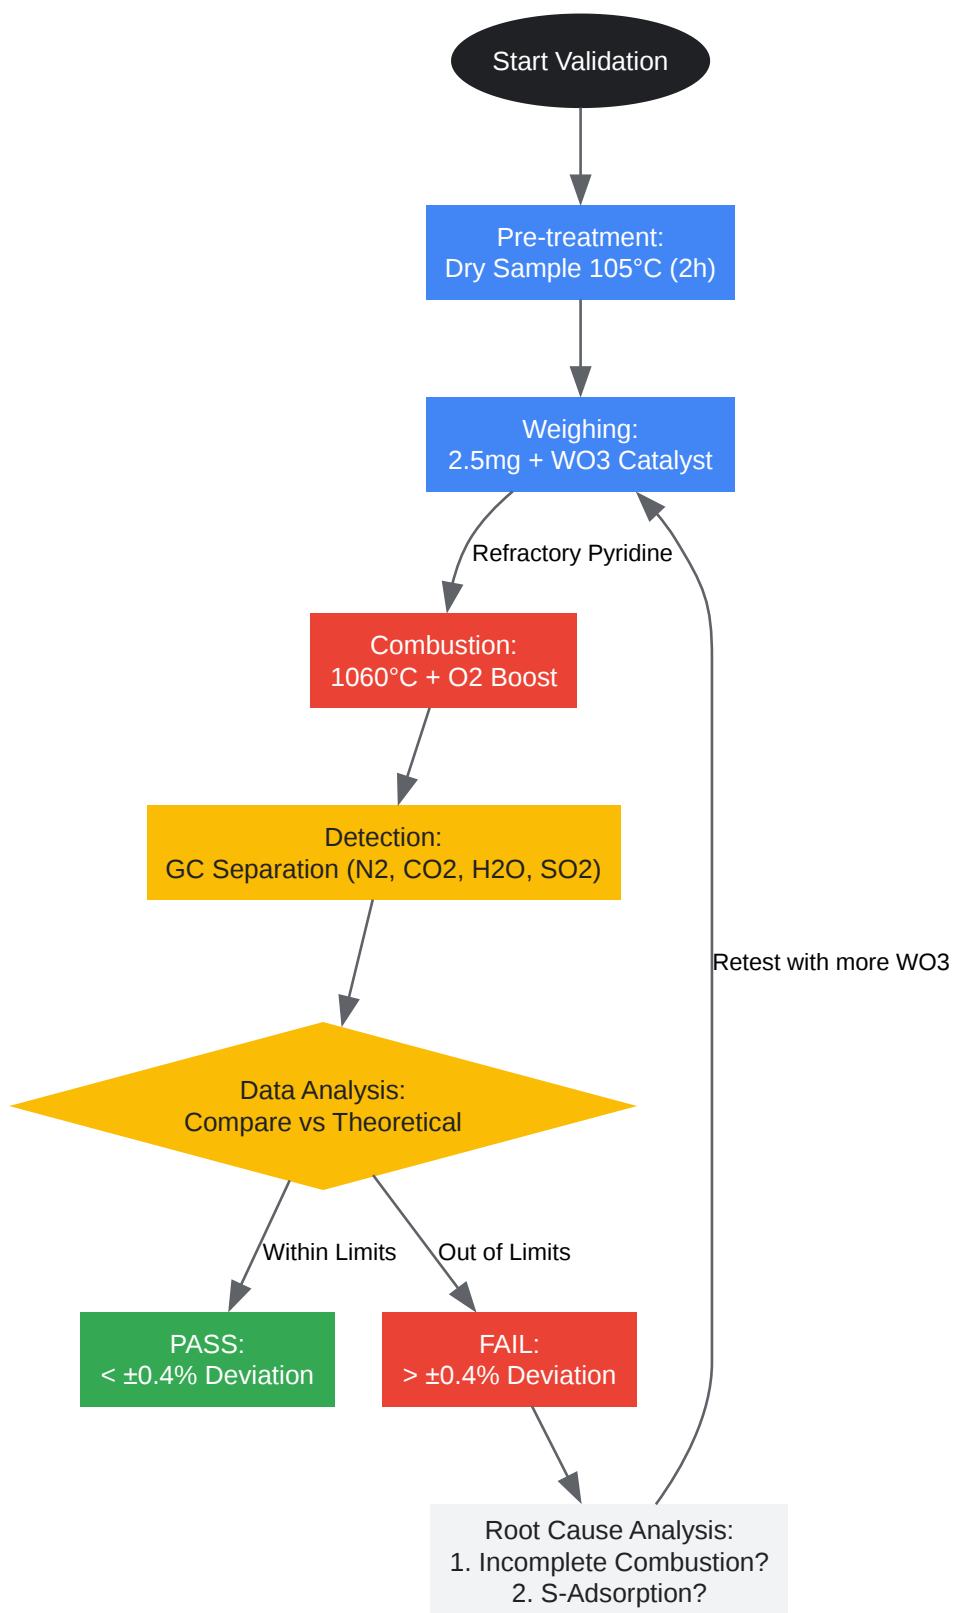 Start Validation
Pre-treatment:
Dry Sample 105°C (2h)
Weighing:
2.5mg + WO3 Catalyst
Refractory Pyridine
Combustion:
1060°C + O2 Boost
Detection:
GC Separation (N2, CO2, H2O, SO2)
Retest with more WO3
Data Analysis:
Compare vs Theoretical
Within Limits
Out of Limits
PASS:
< ±0.4% Deviation
FAIL:
> ±0.4% Deviation
Root Cause Analysis:
1. Incomplete Combustion?
2. S-Adsorption?